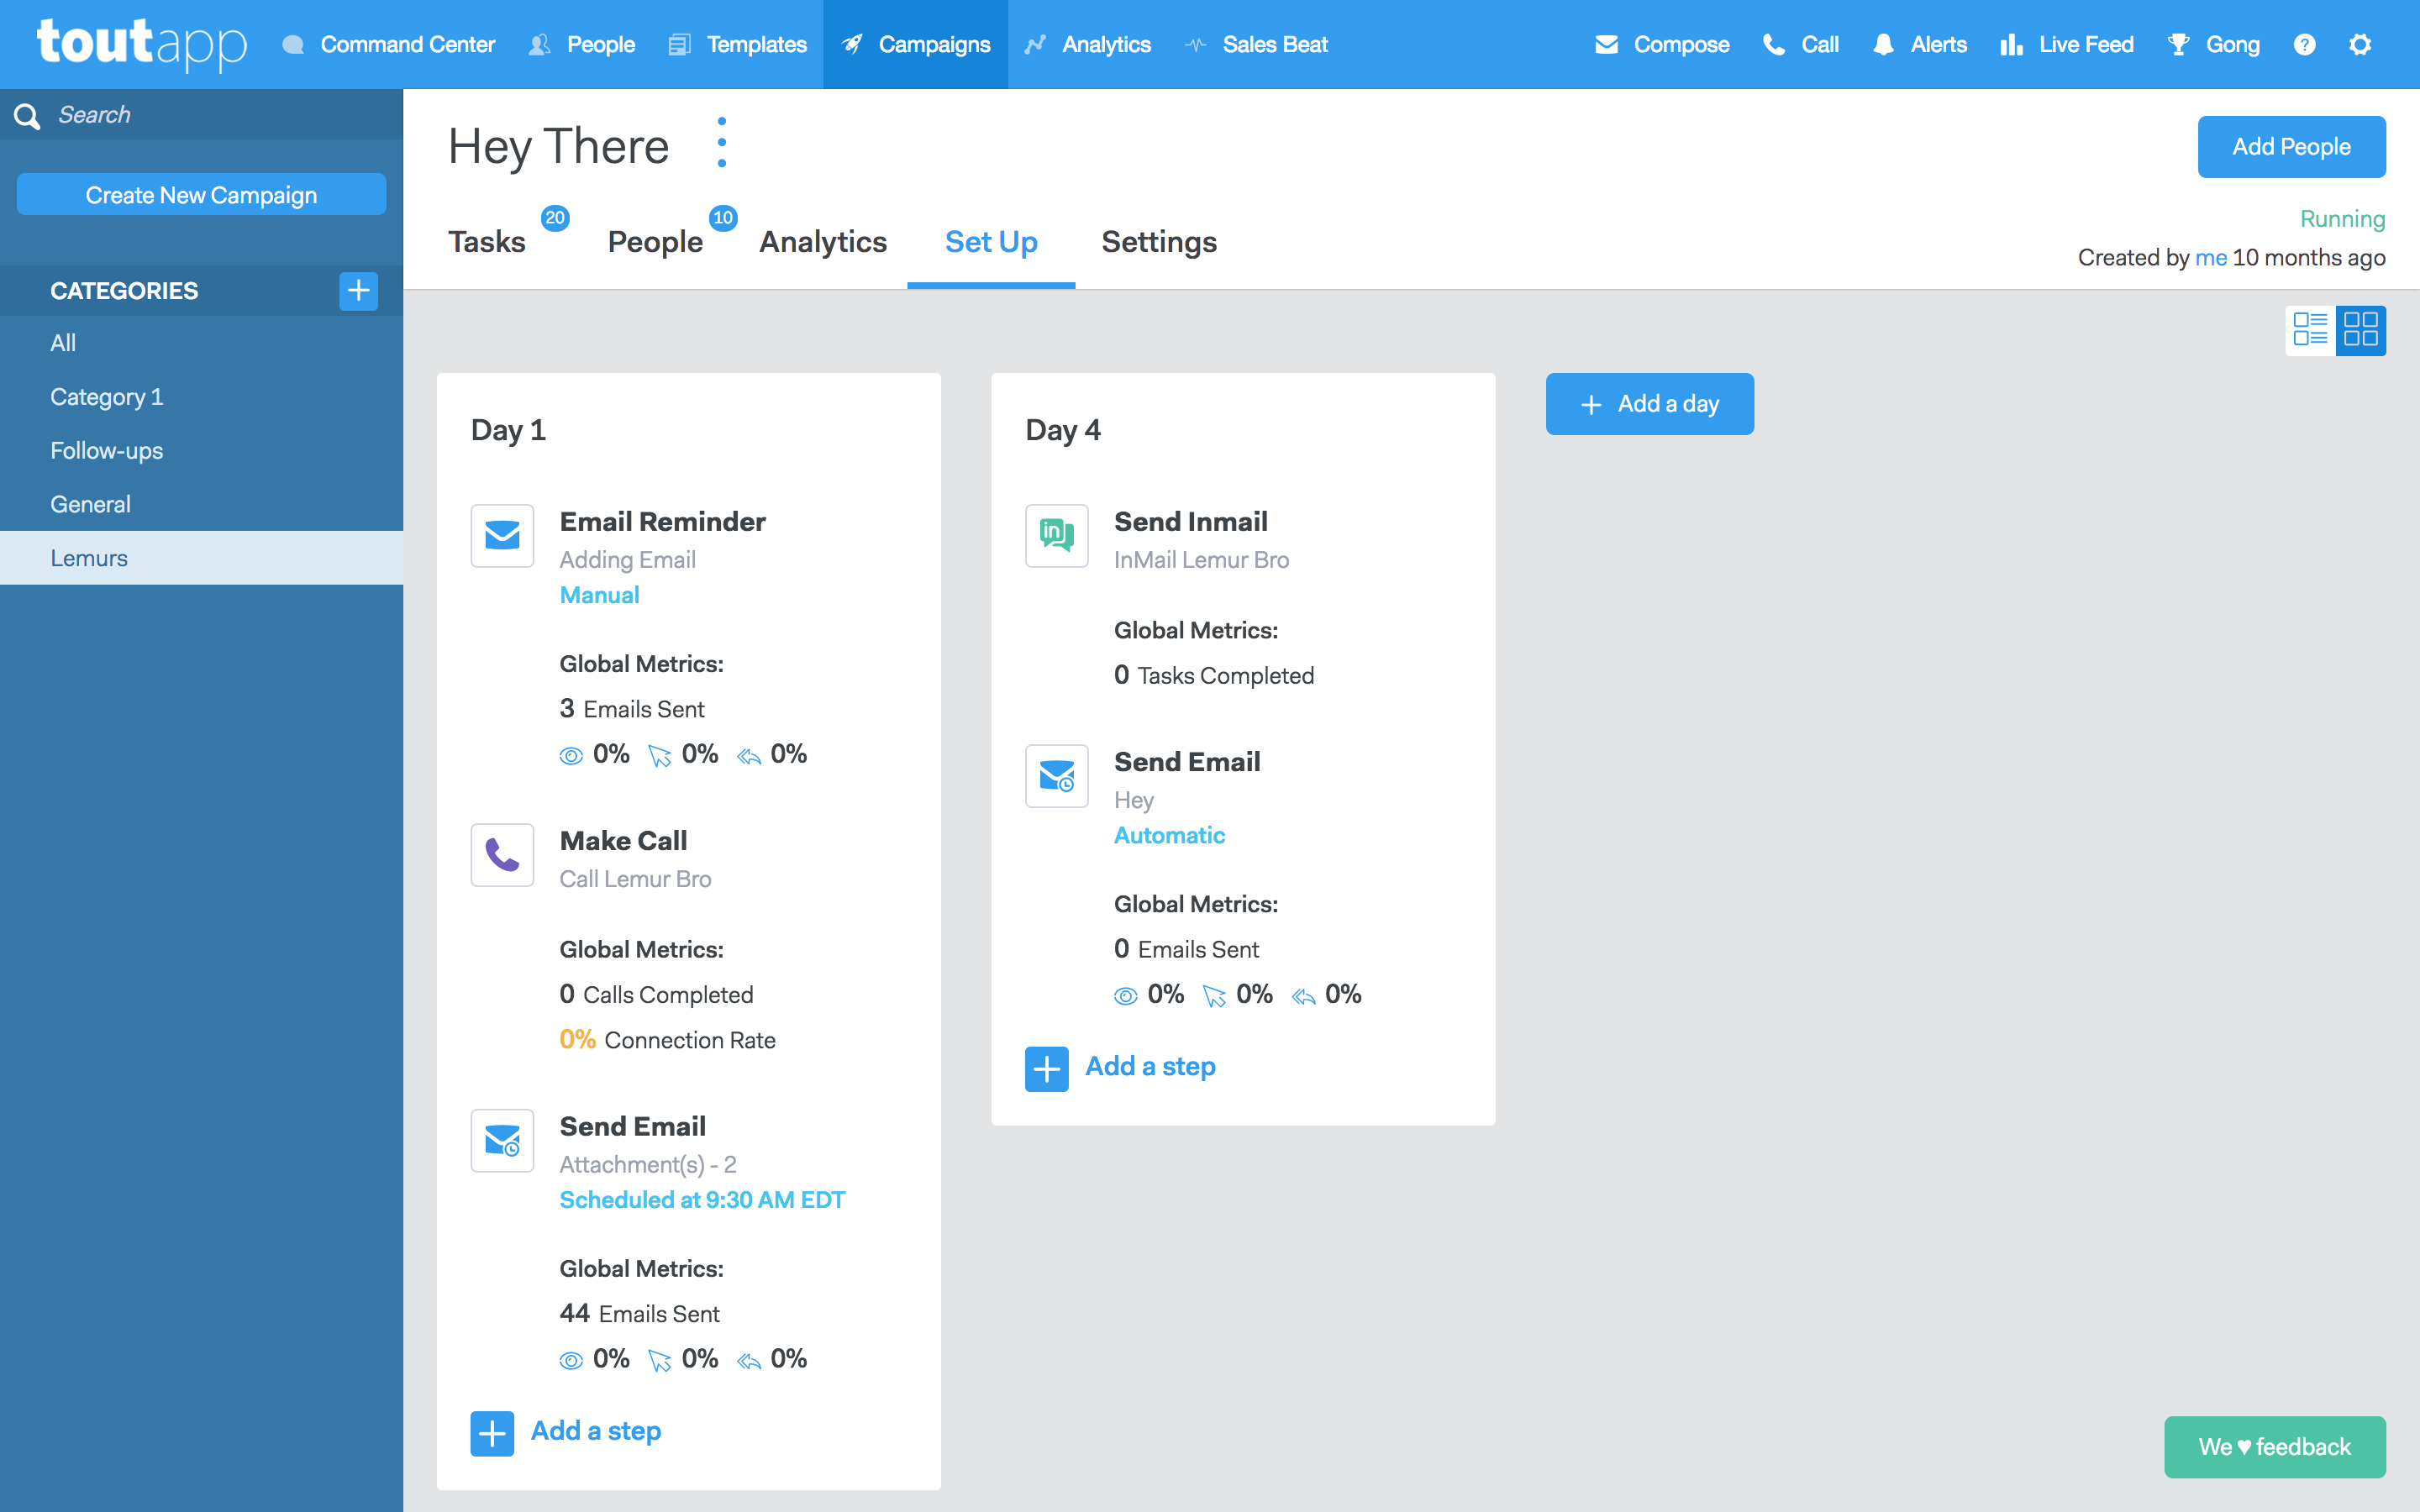 toutapp Command Center People Templates Campaigns Analytics Sales Beat Compose Call Alerts Live Feed Gong ?
Search
Create New Campaign
CATEGORIES +
All
Category 1
Follow-ups
General
Lemurs
Hey There
Add People
Tasks 20 People 10 Analytics Set Up Settings
Running
Created by me 10 months ago
Day 1
Email Reminder
Adding Email
Manual
Global Metrics:
3 Emails Sent
0% 0% 0%
Make Call
Call Lemur Bro
Global Metrics:
0 Calls Completed
0% Connection Rate
Send Email
Attachment(s) - 2
Scheduled at 9:30 AM EDT
Global Metrics:
44 Emails Sent
0% 0% 0%
+ Add a step
Day 4
in
Send Inmail
InMail Lemur Bro
Global Metrics:
0 Tasks Completed
Send Email
Hey
Automatic
Global Metrics:
0 Emails Sent
0% 0% 0%
+ Add a step
+ Add a day
We ♥ feedback